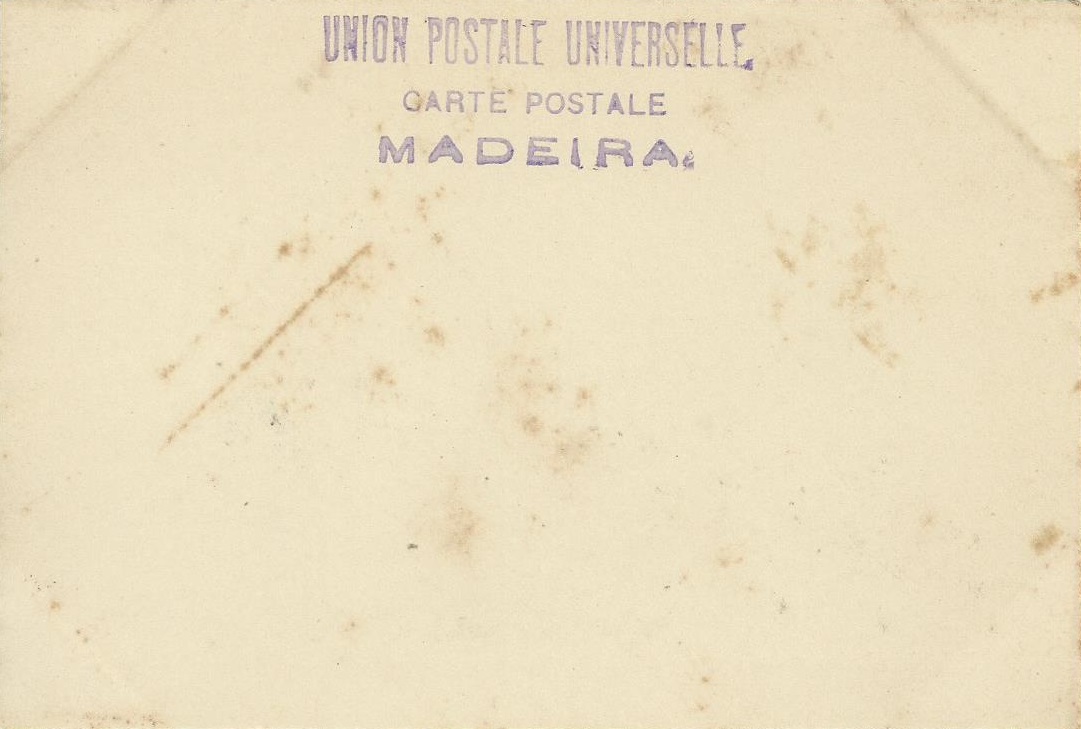 UNION POSTALE UNIVERSELLE.
CARTE POSTALE
MADEIRA.